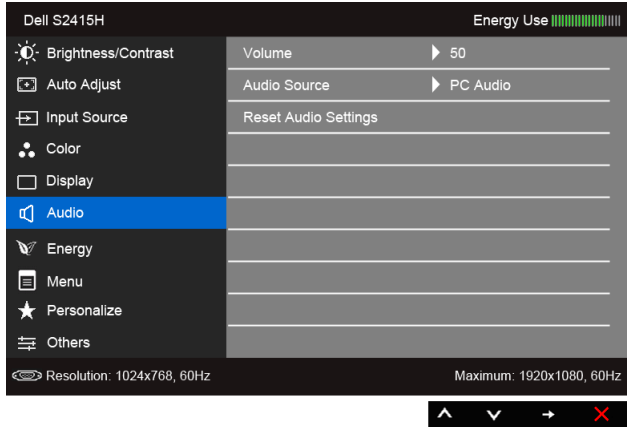 Dell S2415H Energy Use
Brightness/Contrast
Volume 50
Auto Adjust
Audio Source PC Audio
Input Source
Reset Audio Settings
Color
Display
Audio
Energy
Menu
Personalize
Others
Resolution: 1024x768, 60Hz Maximum: 1920x1080, 60Hz